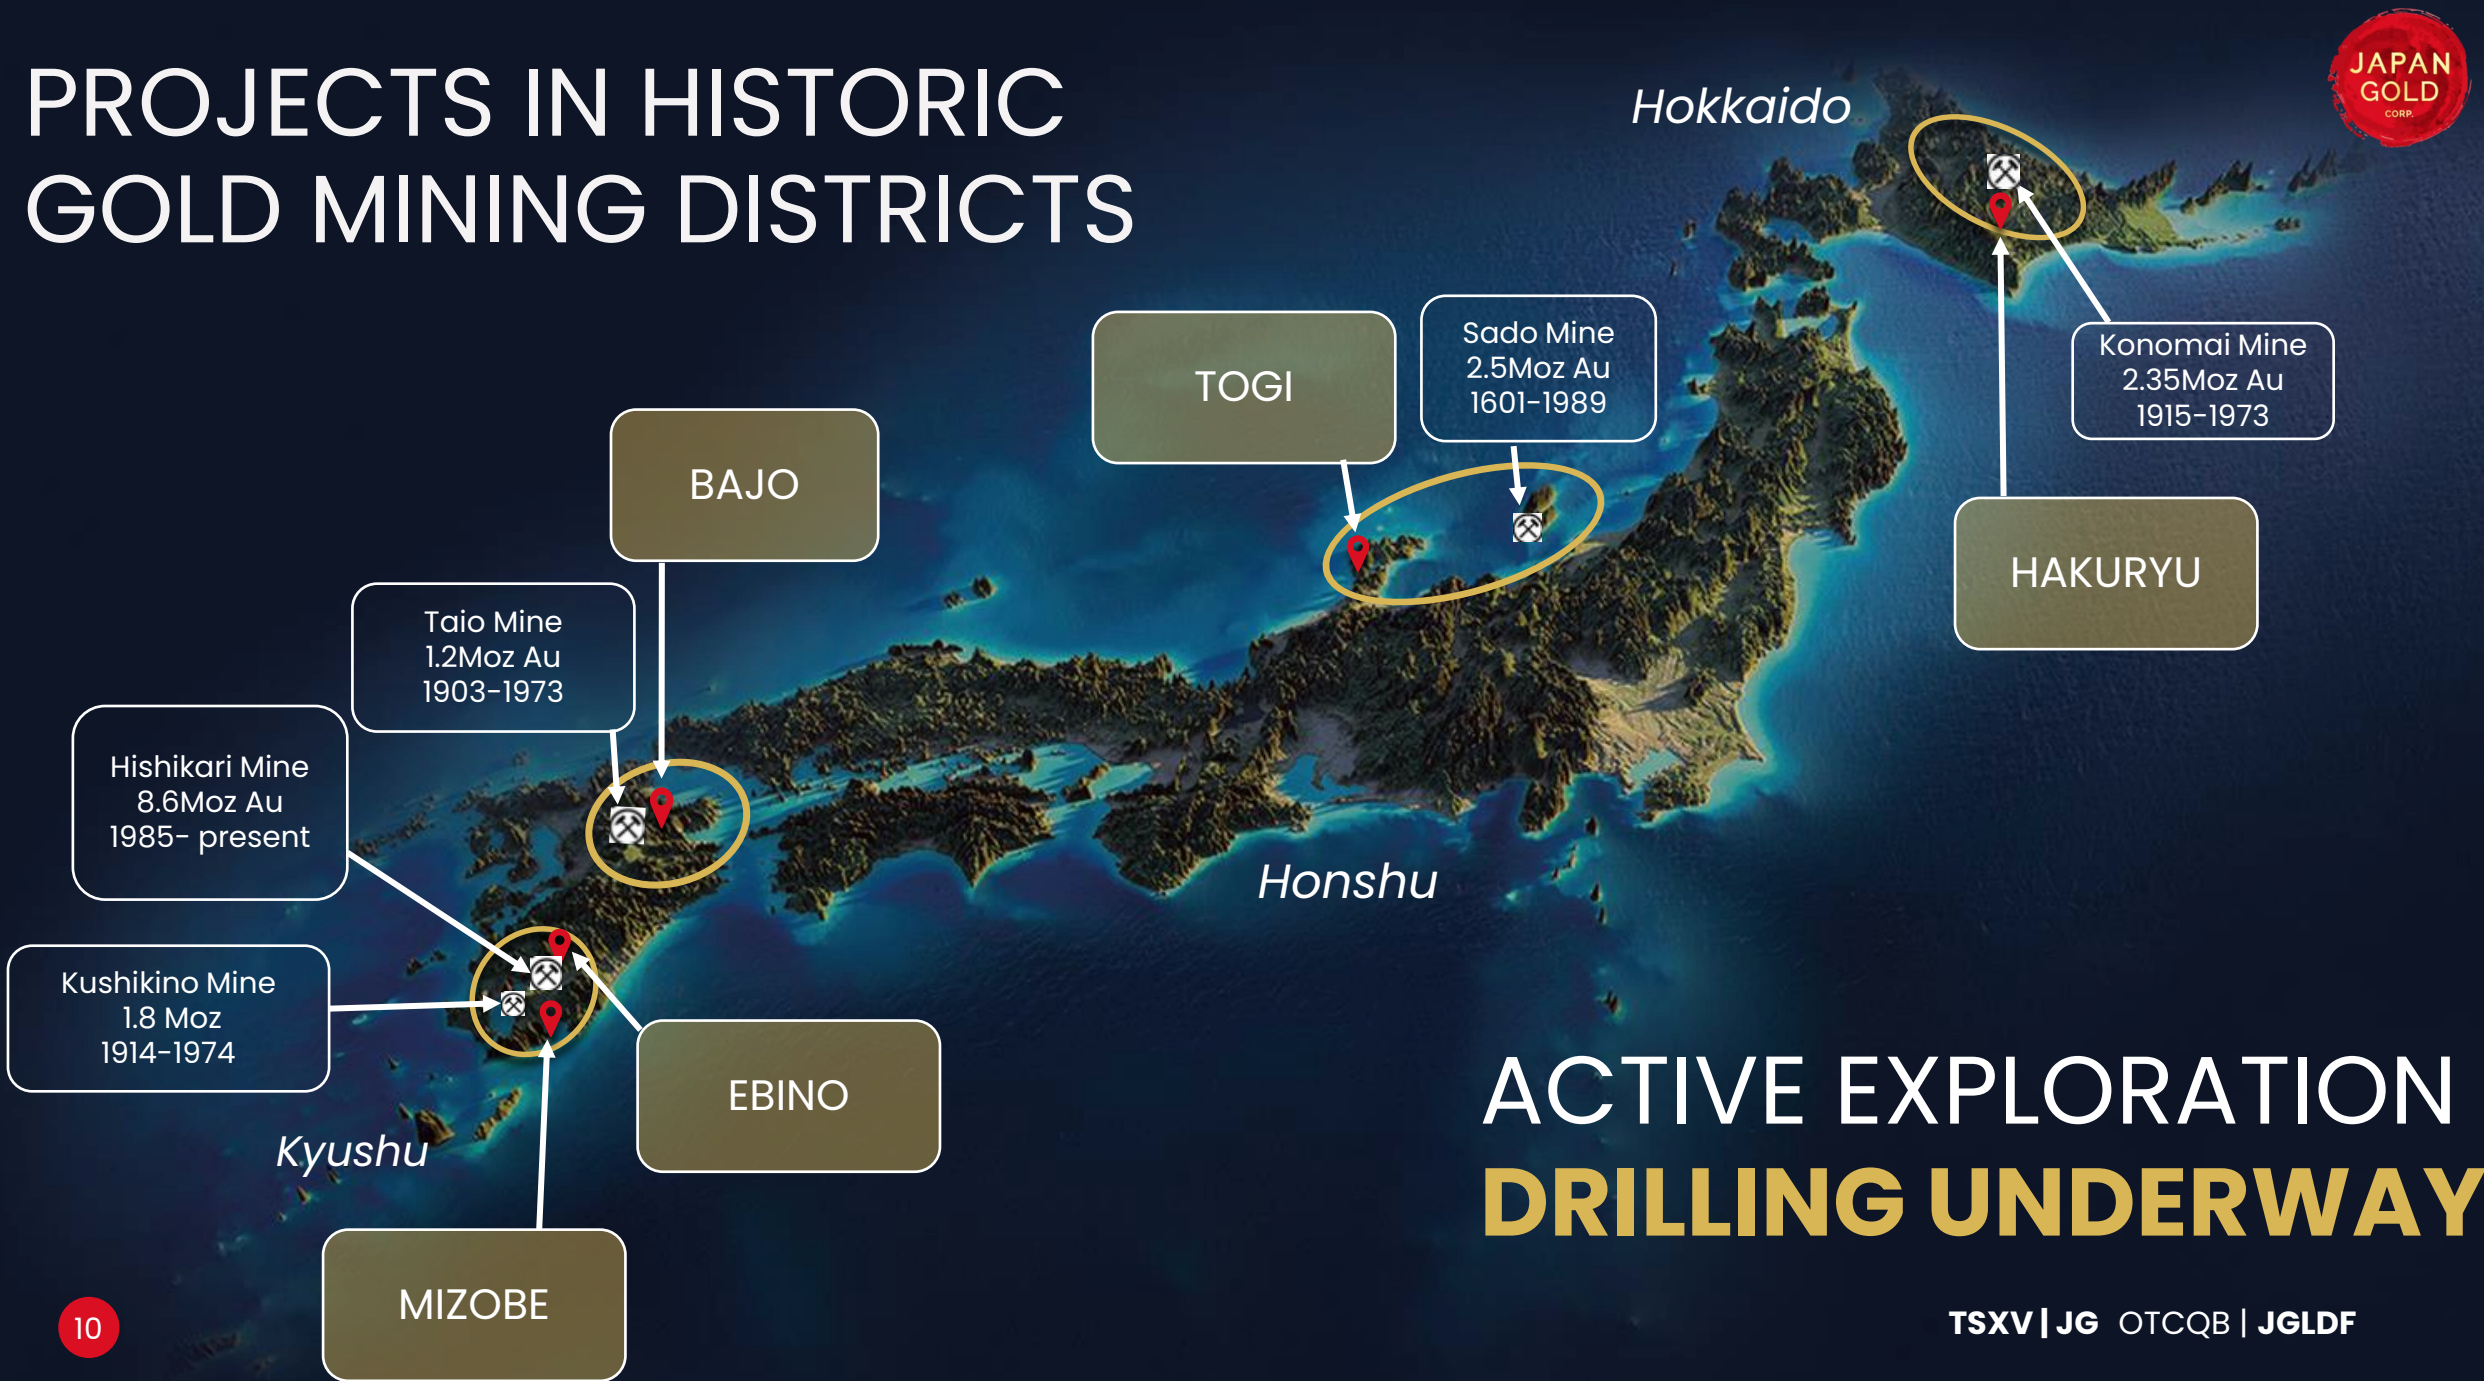 PROJECTS IN HISTORIC
GOLD MINING DISTRICTS
JAPAN
GOLD
CORP.
Hokkaido
Konomai Mine
2.35Moz Au
1915-1973
HAKURYU
Sado Mine
2.5Moz Au
1601-1989
TOGI
BAJO
Taio Mine
1.2Moz Au
1903-1973
Hishikari Mine
8.6Moz Au
1985- present
Kushikino Mine
1.8 Moz
1914-1974
Honshu
EBINO
Kyushu
MIZOBE
ACTIVE EXPLORATION
DRILLING UNDERWAY
10
TSXV | JG OTCQB | JGLDF